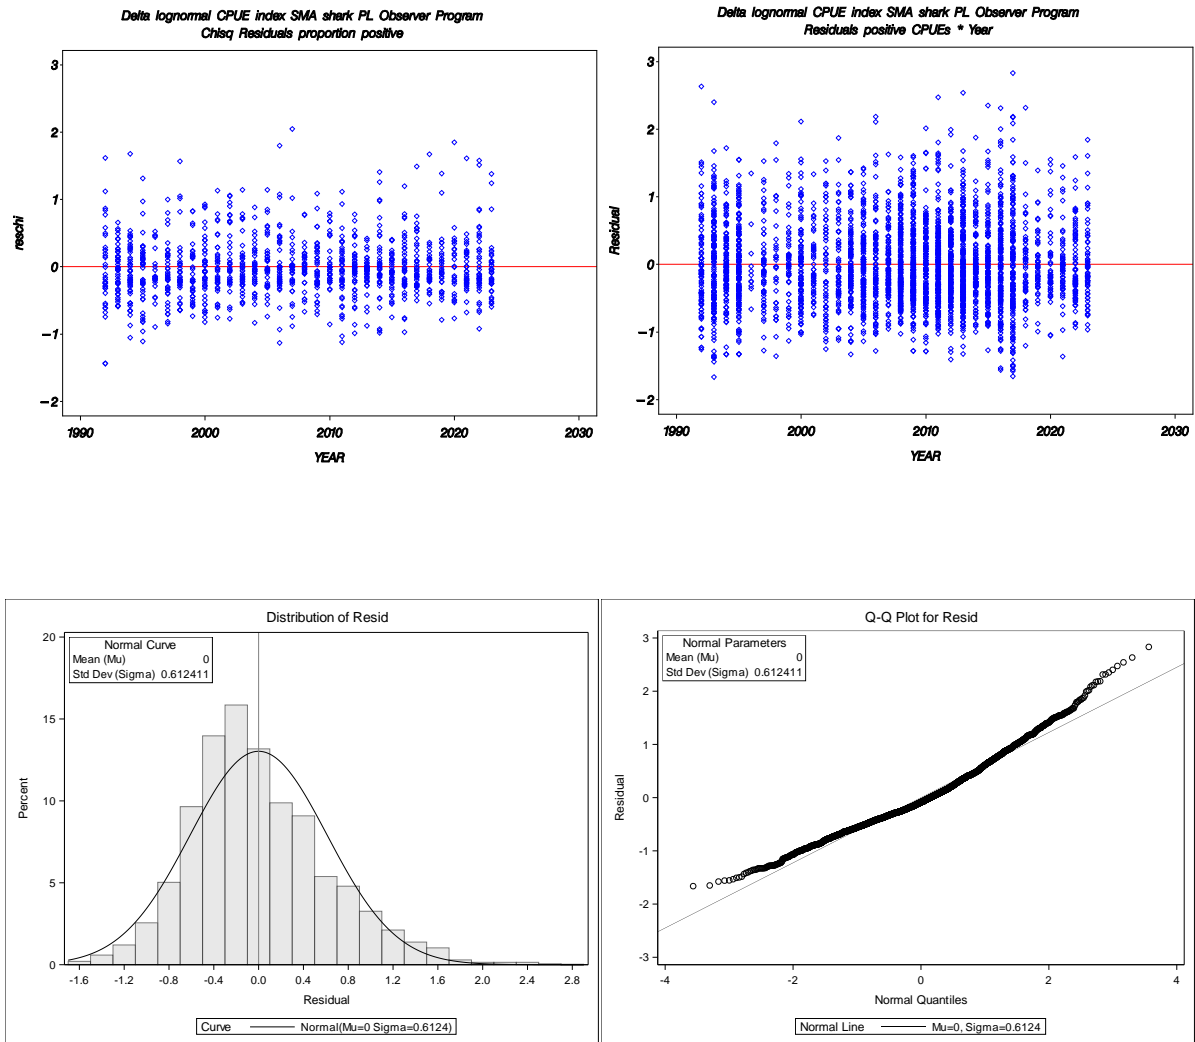 Delta lognormal CPUE index SMA shark PL Observer Program
Chisq Residuals proportion positive
3
2
1
0
−1
−2
reschi
1990 2000 2010 2020 2030
YEAR
Delta lognormal CPUE index SMA shark PL Observer Program
Residuals positive CPUEs * Year
3
2
1
0
−1
−2
Residual
1990 2000 2010 2020 2030
YEAR
Distribution of Resid
Normal Curve
Mean (Mu) 0
Std Dev (Sigma) 0.612411
20
15
10
5
0
Percent
-1.6 -1.2 -0.8 -0.4 0.0 0.4 0.8 1.2 1.6 2.0 2.4 2.8
Residual
Curve Normal(Mu=0 Sigma=0.6124)
Q-Q Plot for Resid
Normal Parameters
Mean (Mu) 0
Std Dev (Sigma) 0.612411
3
2
1
0
-1
-2
-3
Residual
-4 -2 0 2 4
Normal Quantiles
Normal Line Mu=0, Sigma=0.6124